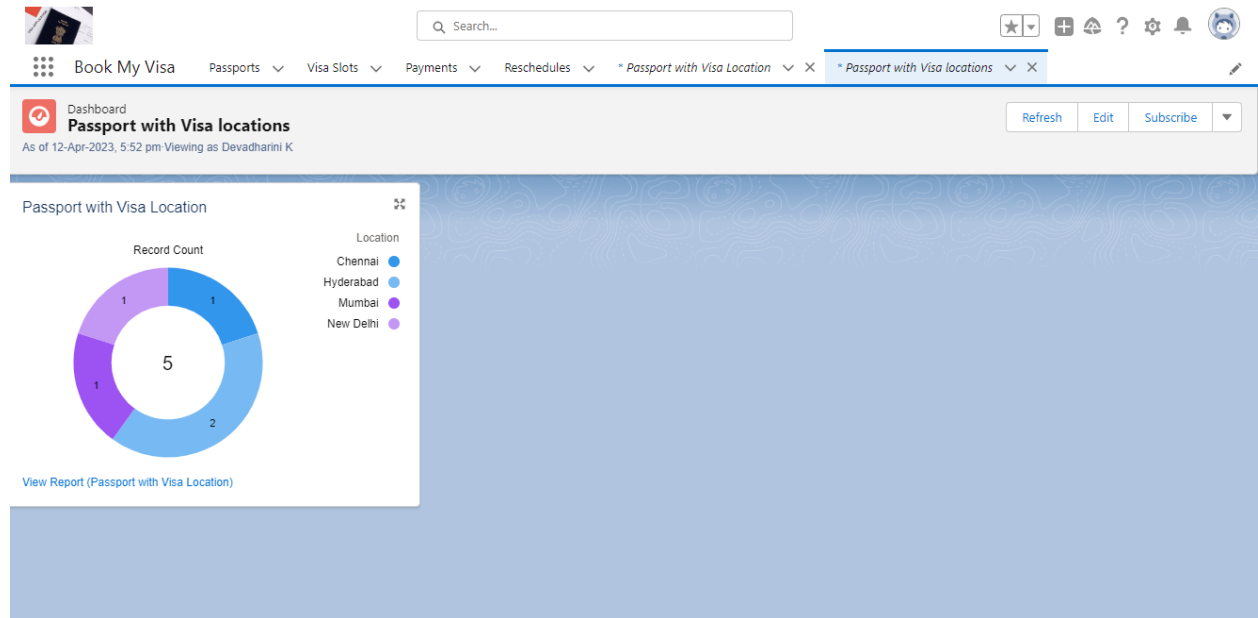 Search...
Book My Visa Passports Visa Slots Payments Reschedules * Passport with Visa Location * Passport with Visa locations
Dashboard
Passport with Visa locations
As of 12-Apr-2023, 5:52 pm·Viewing as Devadharini K
Refresh Edit Subscribe
Passport with Visa Location
Record Count
1
1
2
1
5
Location
Chennai
Hyderabad
Mumbai
New Delhi
View Report (Passport with Visa Location)